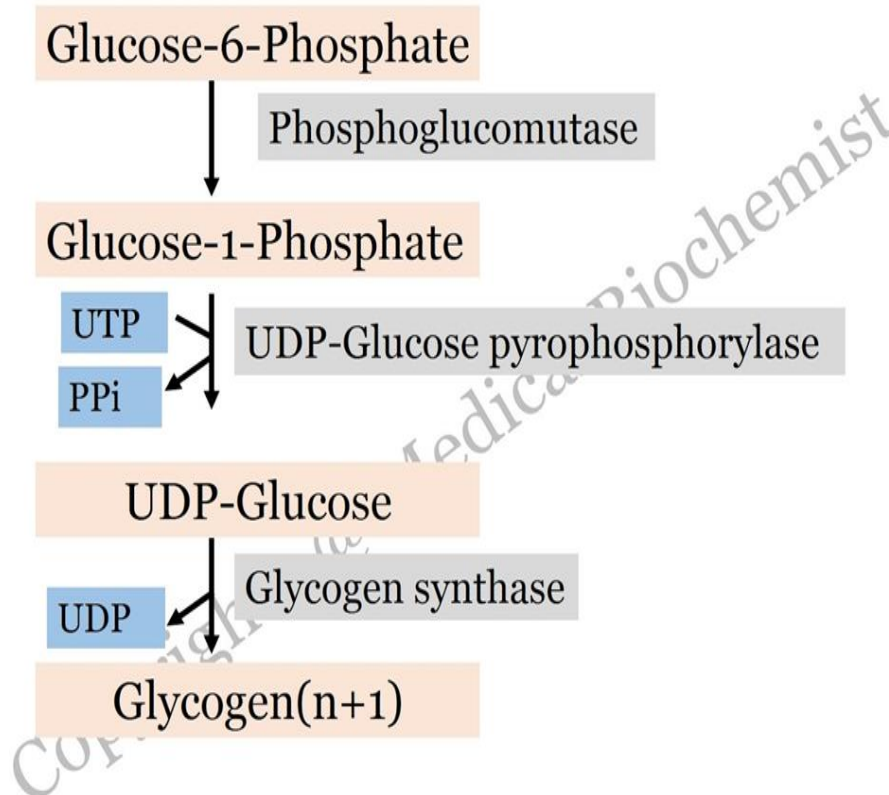 Glucose-6-Phosphate
Phosphoglucomutase
Glucose-1-Phosphate
UTP
UDP-Glucose pyrophosphorylase
PPi
UDP-Glucose
Glycogen synthase
UDP
Glycogen(n+1)